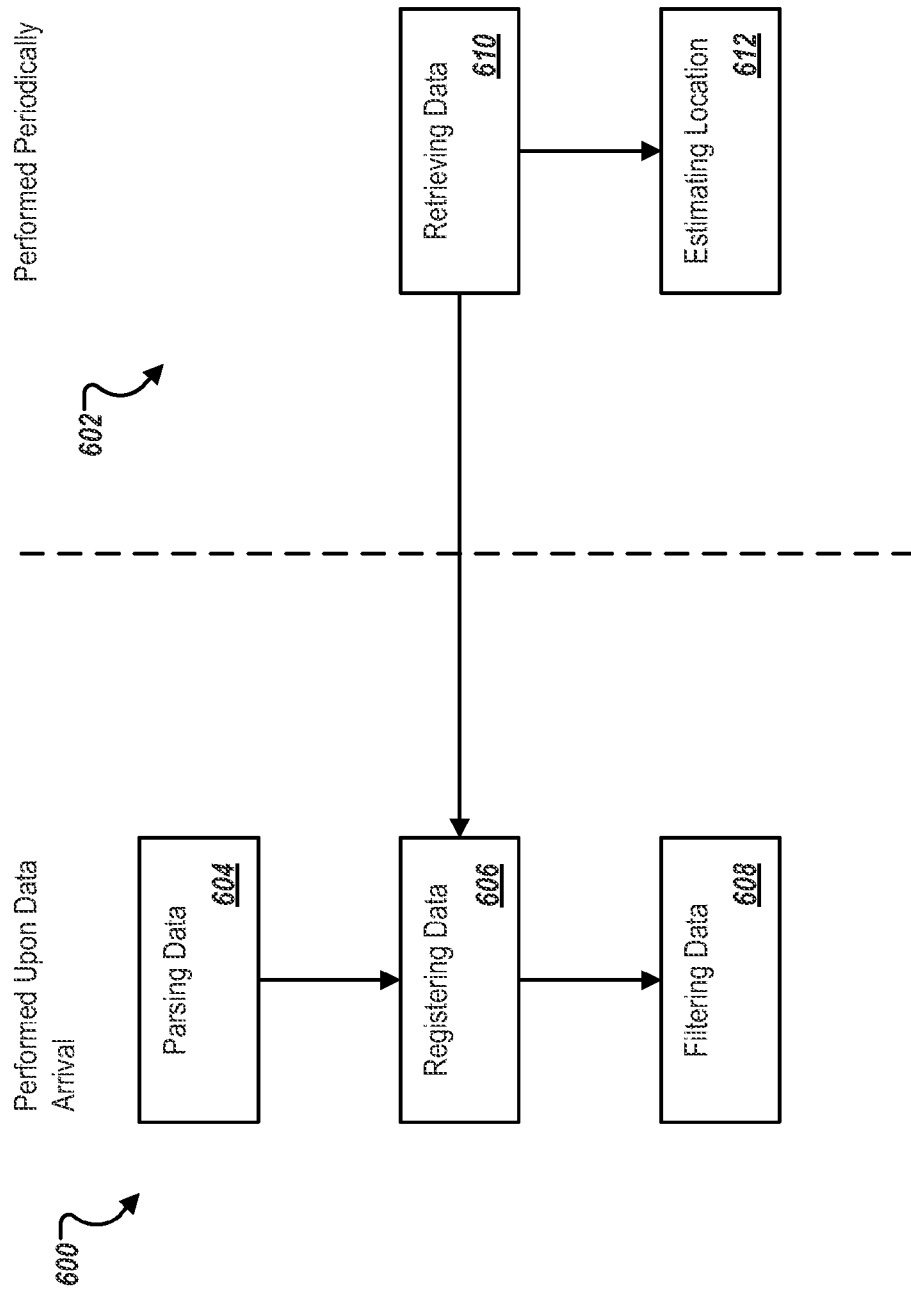 Performed Upon Data
Arrival
600
Parsing Data
604
Registering Data
606
Filtering Data
608
Performed Periodically
602
Retrieving Data
610
Estimating Location
612